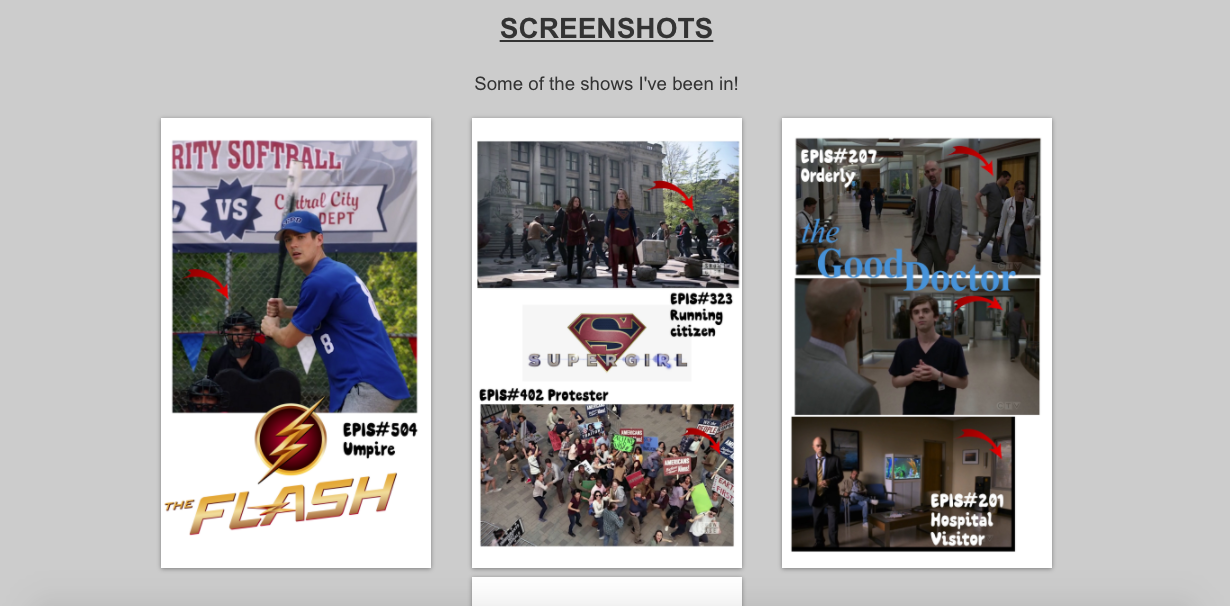 SCREENSHOTS
Some of the shows I've been in!
RITY SOFTBALL
VS
Central City
DEPT
8
EPIS#504
Umpire
THE FLASH
EPIS#323
Running
citizen
SUPERGIRL
EPIS#402 Protester
AMERICANS
AMERICANS
EPIS#207
Orderly
the
Good Doctor
EPIS#201
Hospital
Visitor